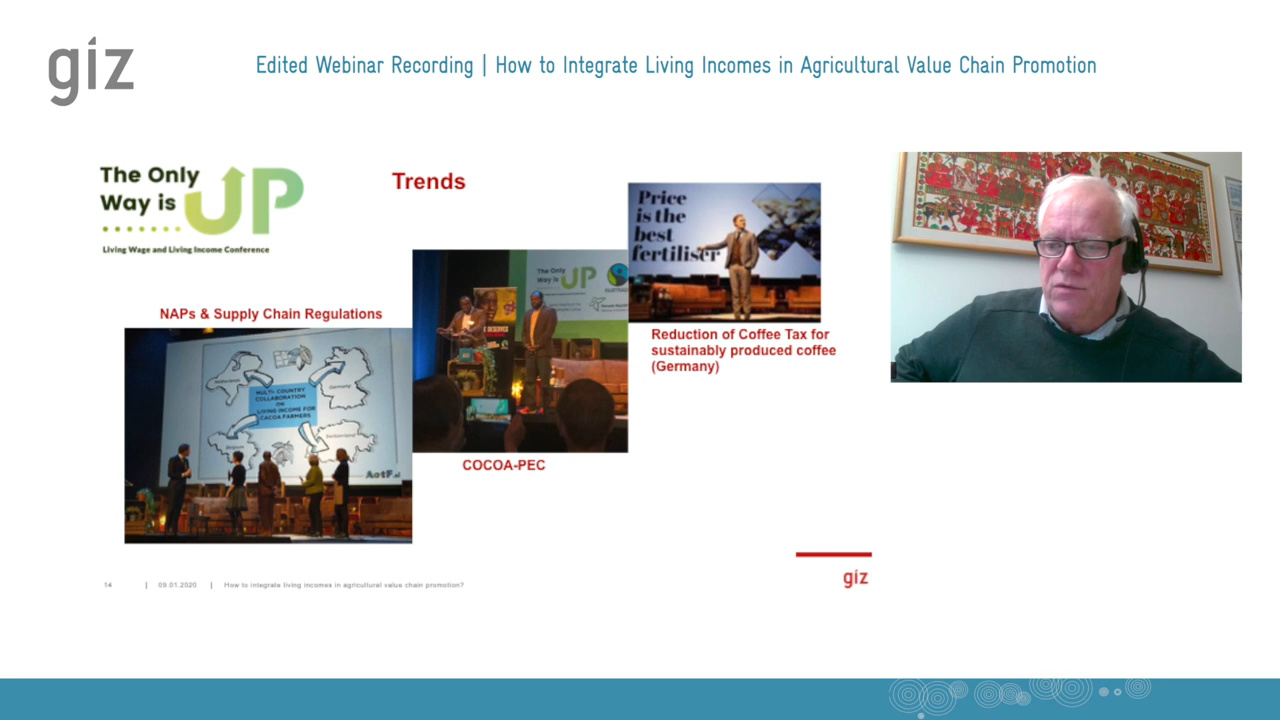 giz
Edited Webinar Recording | How to Integrate Living Incomes in Agricultural Value Chain Promotion
The Only
Way is
UP
Living Wage and Living Income Conference
Trends
Price
is the
best
fertiliser
The Only
Way is UP
NAPs & Supply Chain Regulations
Reduction of Coffee Tax for
sustainably produced coffee
(Germany)
Germany
MULTI-COUNTRY
COLLABORATION
ON
LIVING INCOME FOR
CACAO FARMERS
Switzerland
Belgium
COCOA-PEC
14 | 09.01.2020 | How to integrate living incomes in agricultural value chain promotion?
giz